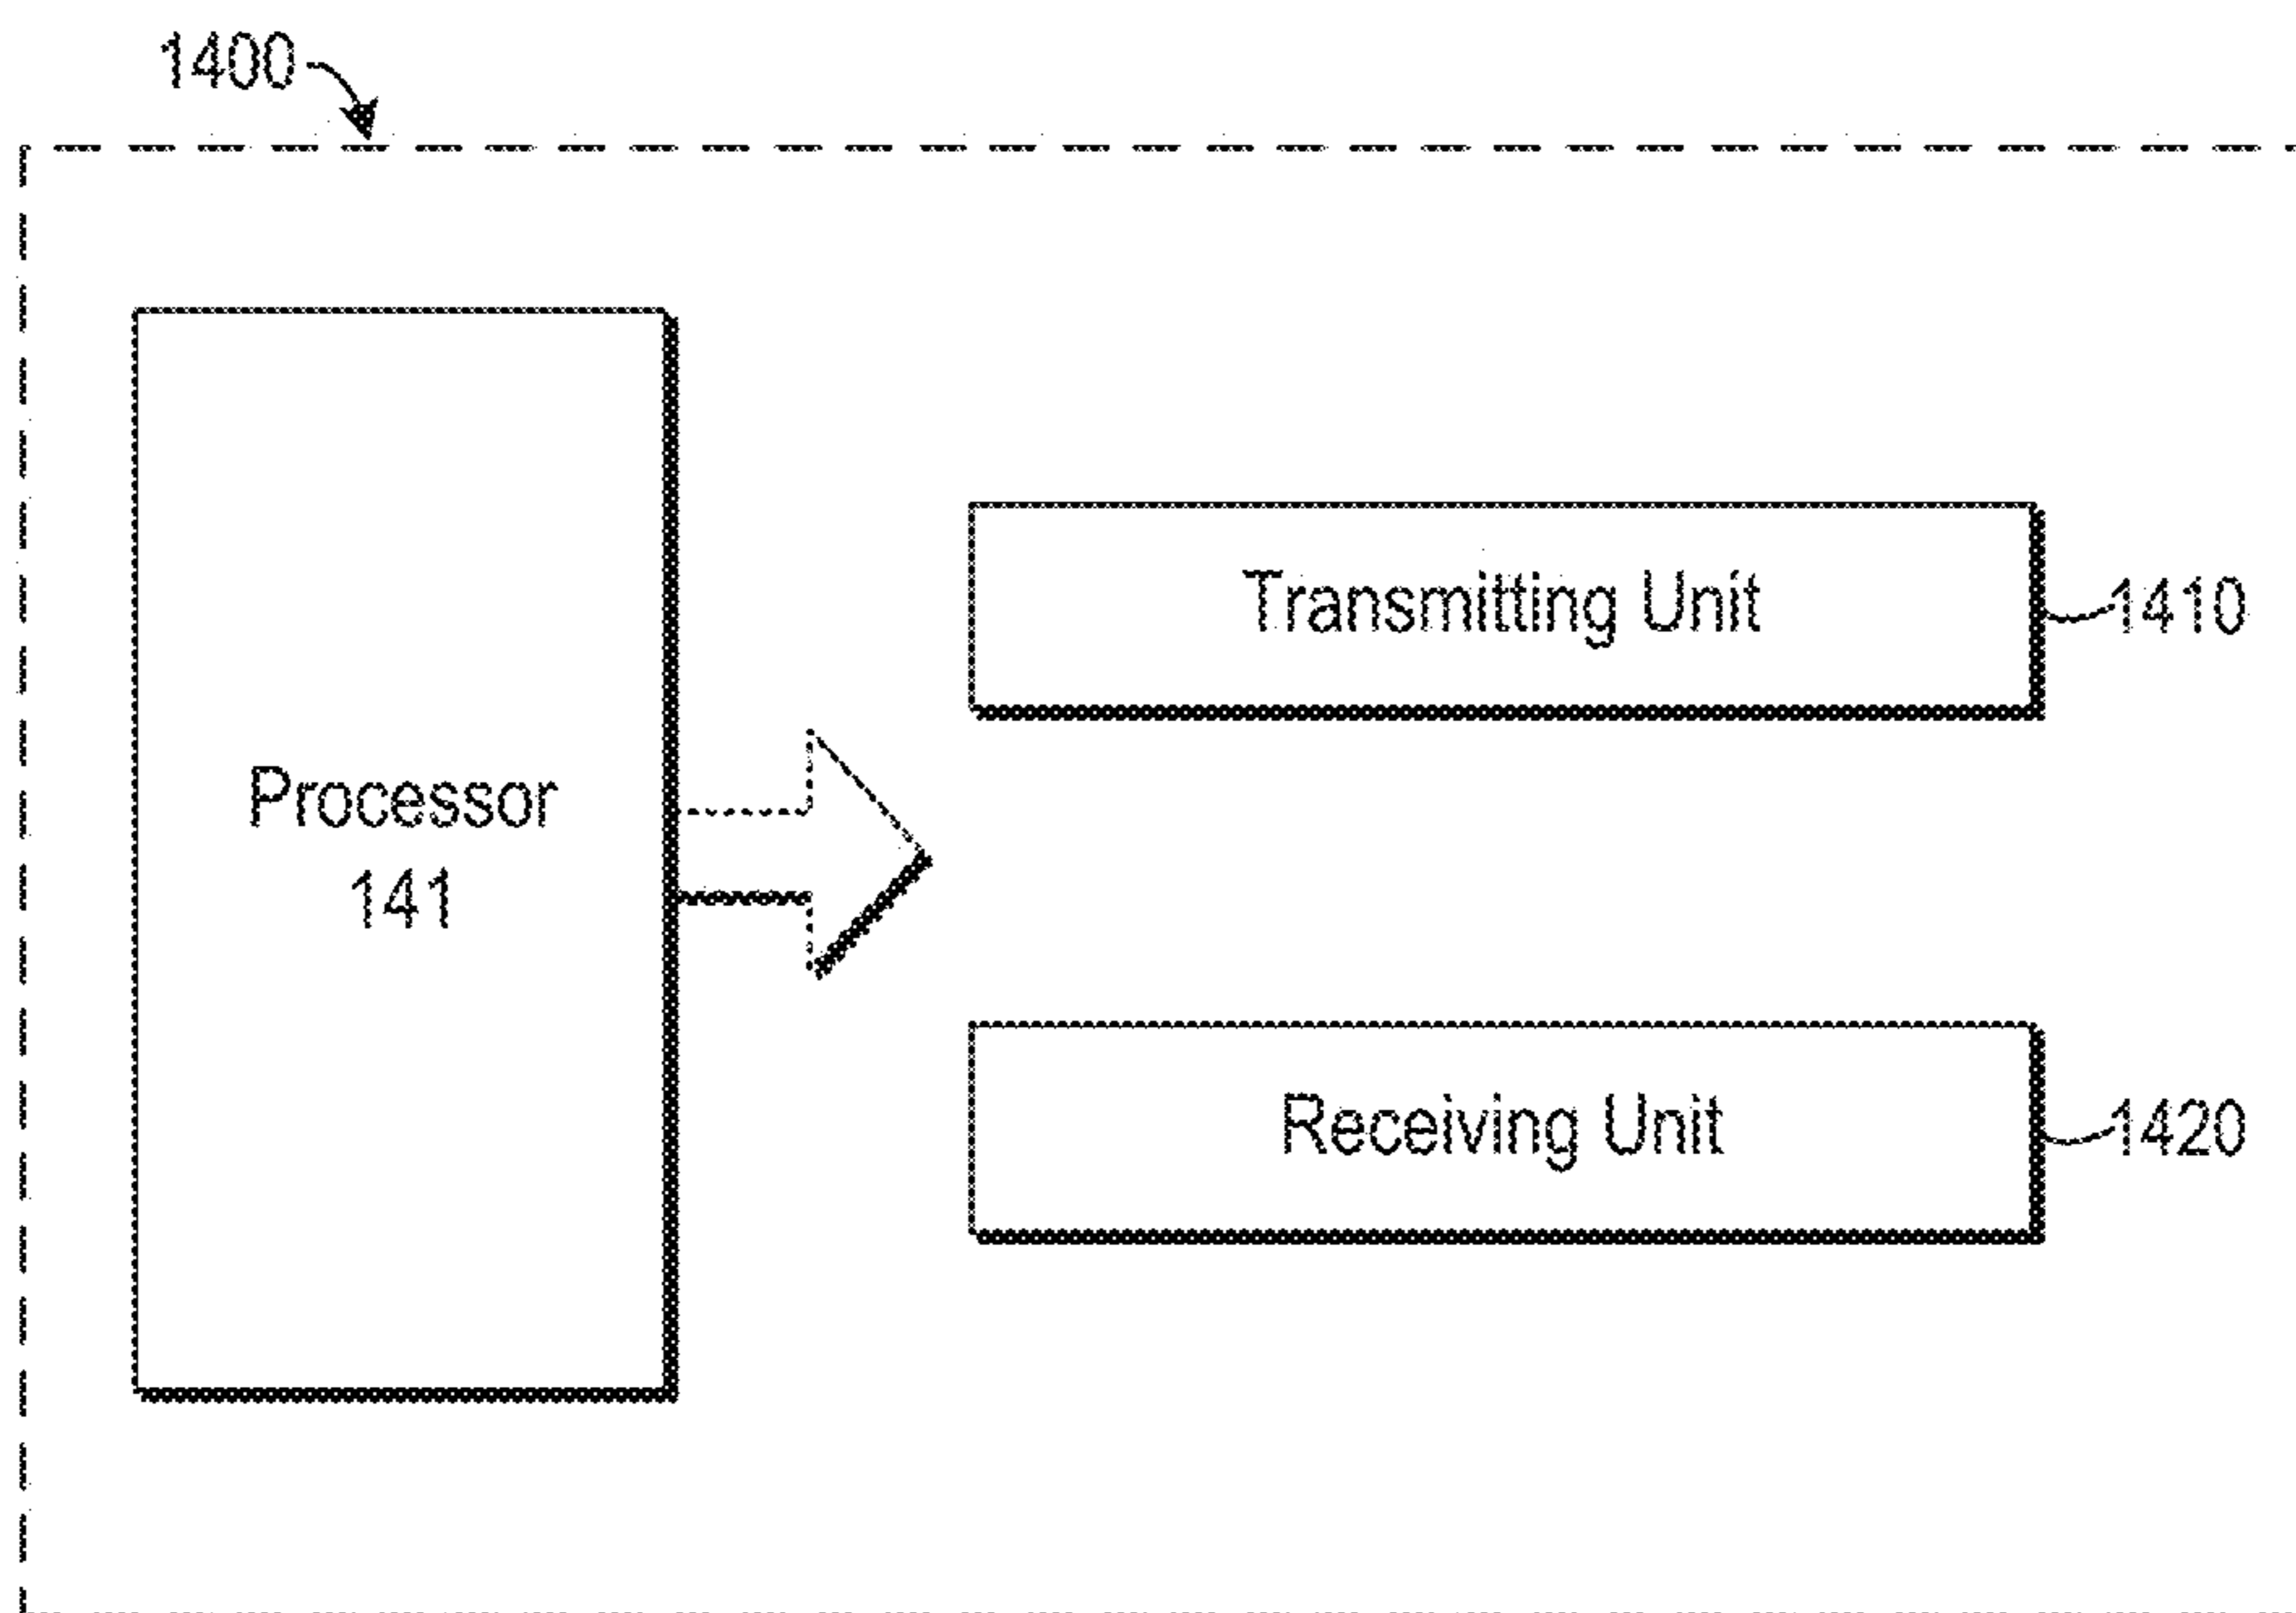 1400
Transmitting Unit
1410
Processor
141
Receiving Unit
1420